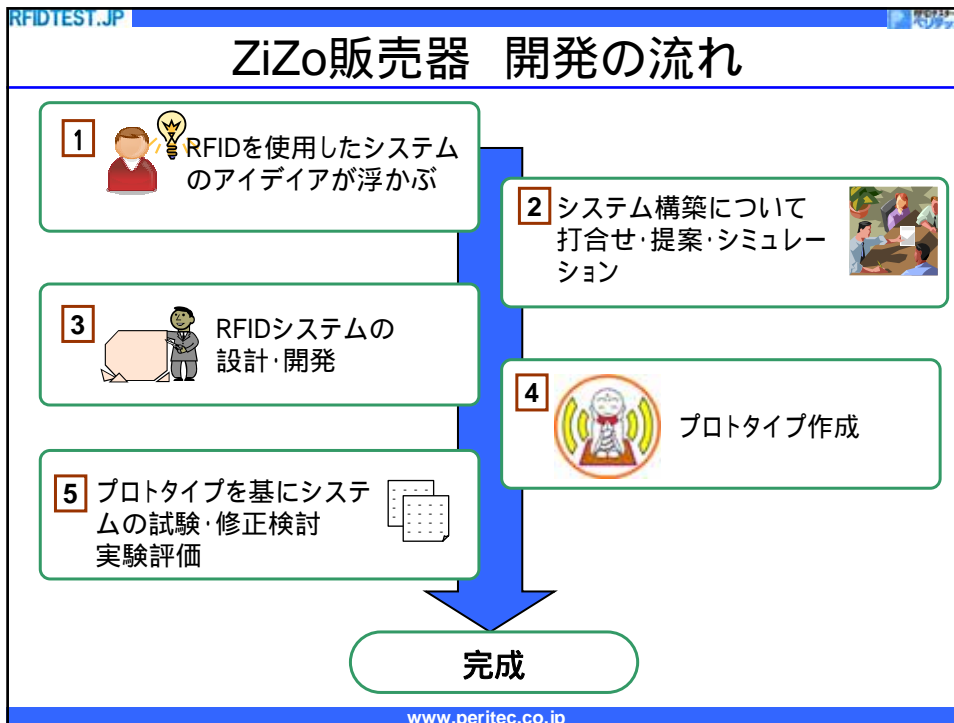 RFIDTEST.JP
ZiZo販売器 開発の流れ
1
RFIDを使用したシステム
のアイデイアが浮かぶ
2
システム構築について
打合せ・提案・シミュレー
ション
3
RFIDシステムの
設計・開発
4
プロトタイプ作成
5
プロトタイプを基にシステ
ムの試験・修正検討
実験評価
完成
www.peritec.co.jp